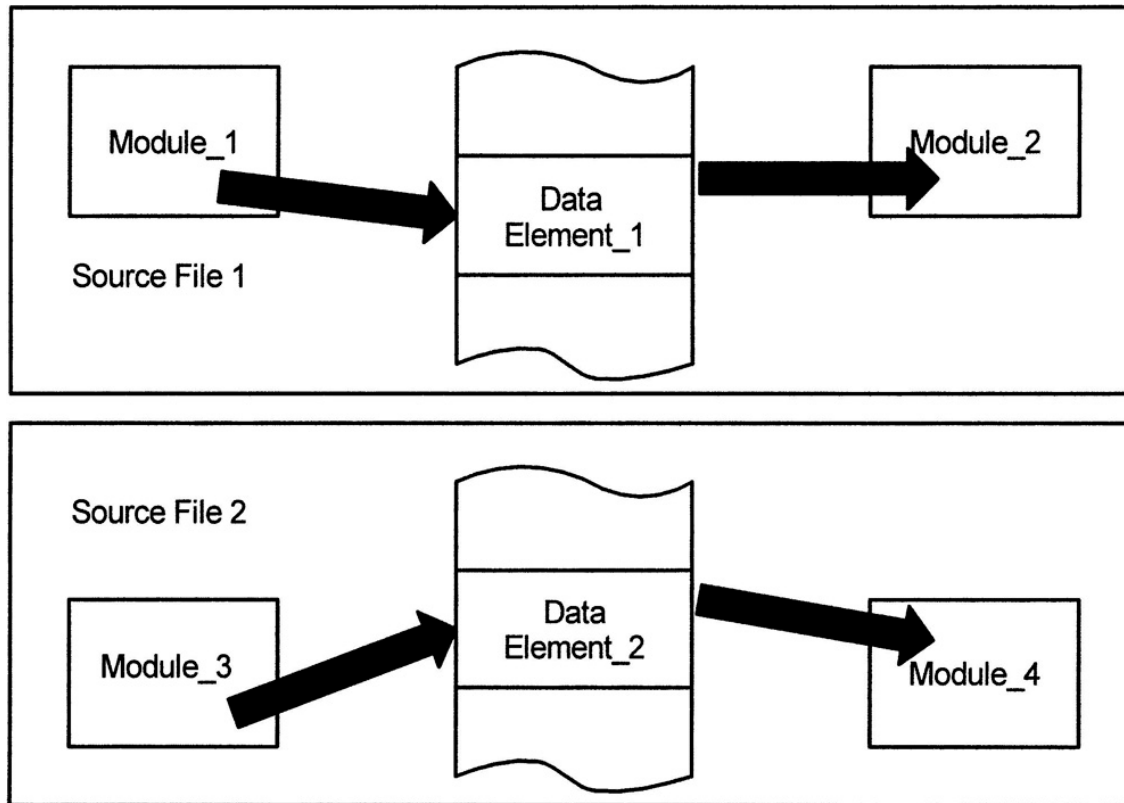 Module_1
Data
Element_1
Module_2
Source File 1
Source File 2
Module_3
Data
Element_2
Module_4